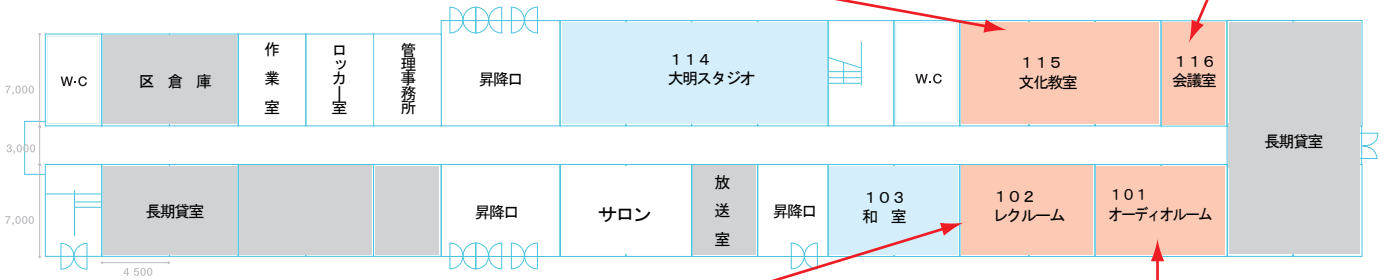 7,000
W·C
区 倉 庫
作業室
ロッカー室
管理事務所
昇降口
114
大明スタジオ
W.C
115
文化教室
116
会議室
長期貸室
3,000
7,000
長期貸室
昇降口
サロン
放送室
昇降口
103
和 室
102
レクルーム
101
オーディオルーム
4 500